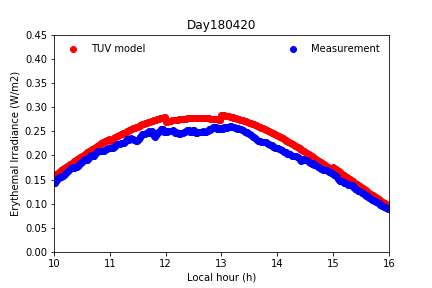 Day180420
TUV model
Measurement
Erythemal Irradiance (W/m2)
0.45
0.40
0.35
0.30
0.25
0.20
0.15
0.10
0.05
0.00
10 11 12 13 14 15 16
Local hour (h)